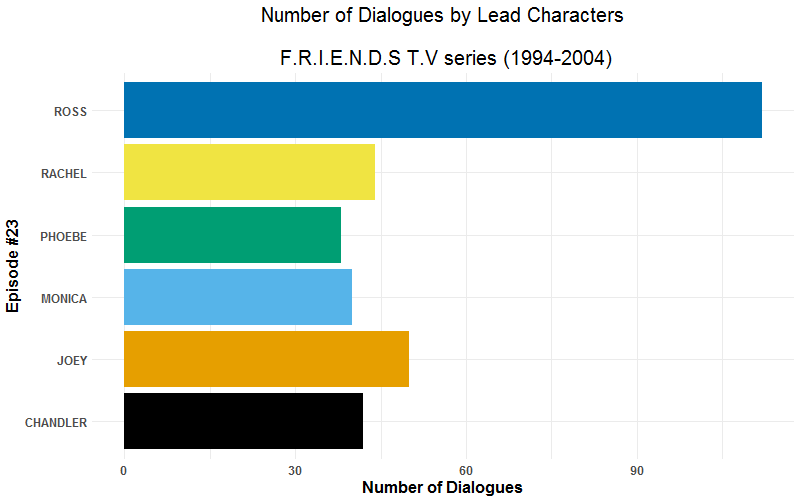 Number of Dialogues by Lead Characters
F.R.I.E.N.D.S T.V series (1994-2004)
ROSS
RACHEL
PHOEBE
MONICA
JOEY
CHANDLER
Episode #23
0 30 60 90
Number of Dialogues